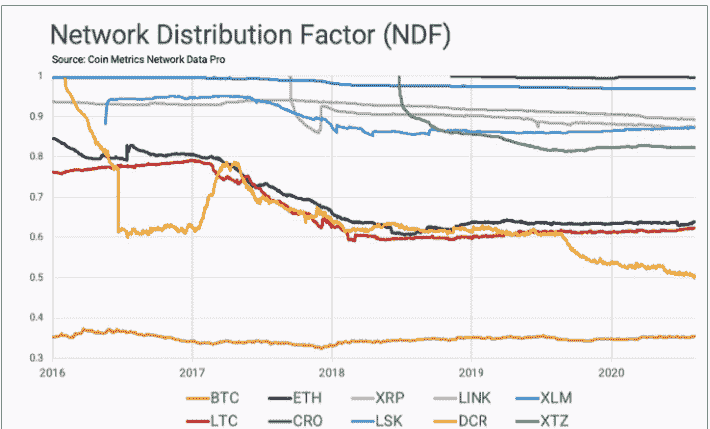 Network Distribution Factor (NDF)
Source: Coin Metrics Network Data Pro
1
0.9
0.8
0.7
0.6
0.5
0.4
0.3
2016 2017 2018 2019 2020
BTC ETH XRP LINK XLM
LTC CRO LSK DCR XTZ